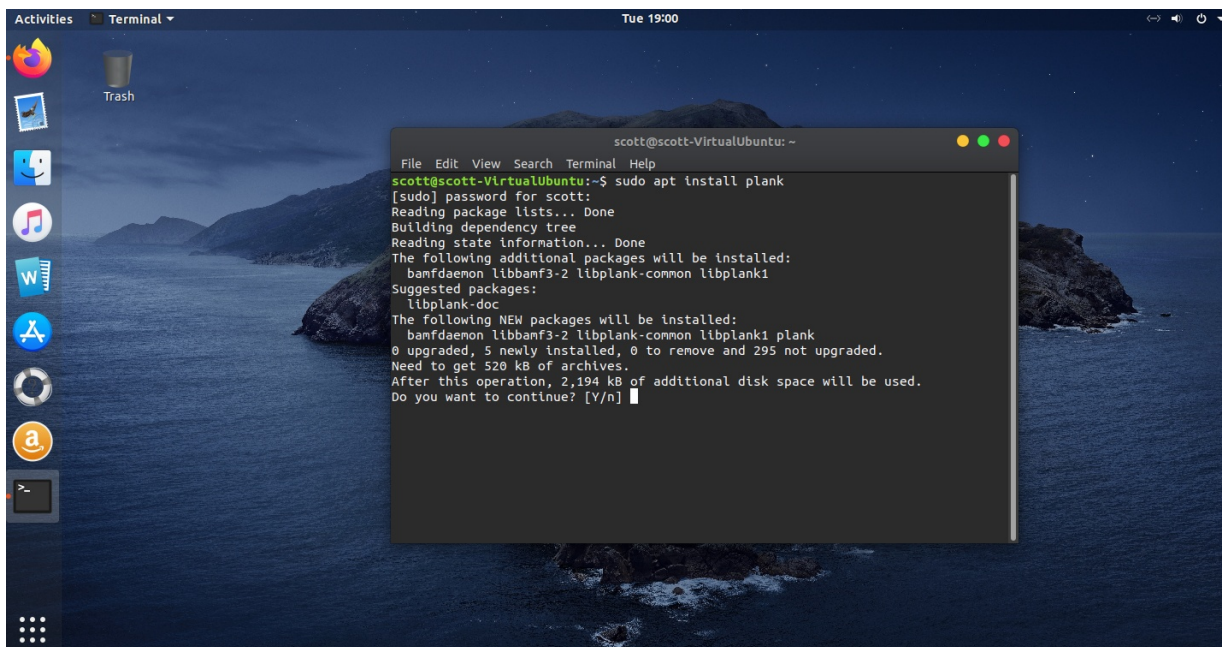 Activities Terminal Tue 19:00
Trash
scott@scott-VirtualUbuntu: ~
File Edit View Search Terminal Help
scott@scott-VirtualUbuntu:~$ sudo apt install plank
[sudo] password for scott:
Reading package lists... Done
Building dependency tree
Reading state information... Done
The following additional packages will be installed:
  bamfdaemon libbamf3-2 libplank-common libplank1
Suggested packages:
  libplank-doc
The following NEW packages will be installed:
  bamfdaemon libbamf3-2 libplank-common libplank1 plank
0 upgraded, 5 newly installed, 0 to remove and 295 not upgraded.
Need to get 520 kB of archives.
After this operation, 2,194 kB of additional disk space will be used.
Do you want to continue? [Y/n]
W
a
>_